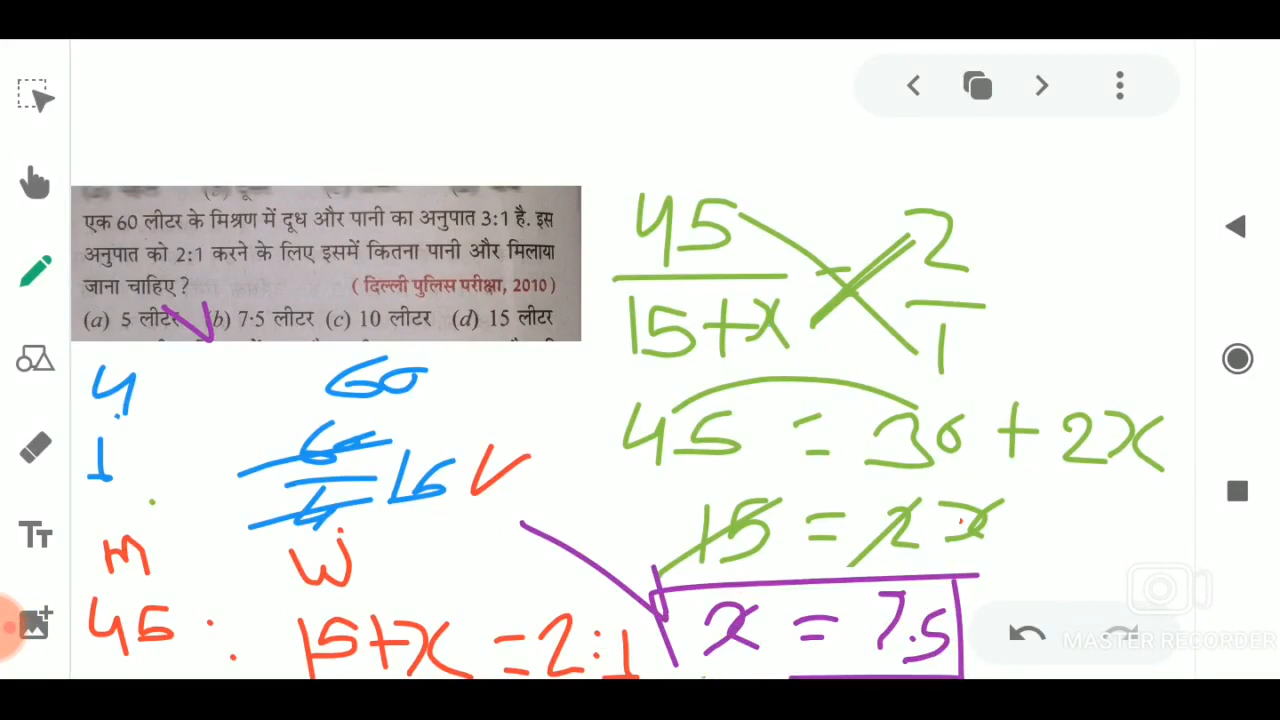 एक 60 लीटर के मिश्रण में दूध और पानी का अनुपात 3:1 है. इस
अनुपात को 2:1 करने के लिए इसमें कितना पानी और मिलाया
जाना चाहिए ?
( दिल्ली पुलिस परीक्षा, 2010 )
(a) 5 लीटर (b) 7·5 लीटर (c) 10 लीटर (d) 15 लीटर
4
1
60
60
4
15
M W
45 : 15+x = 2:1
45 = 2
15+x 1
45 = 30 + 2x
15 = 2x
x = 7.5
Tт
MASTER RECORDER